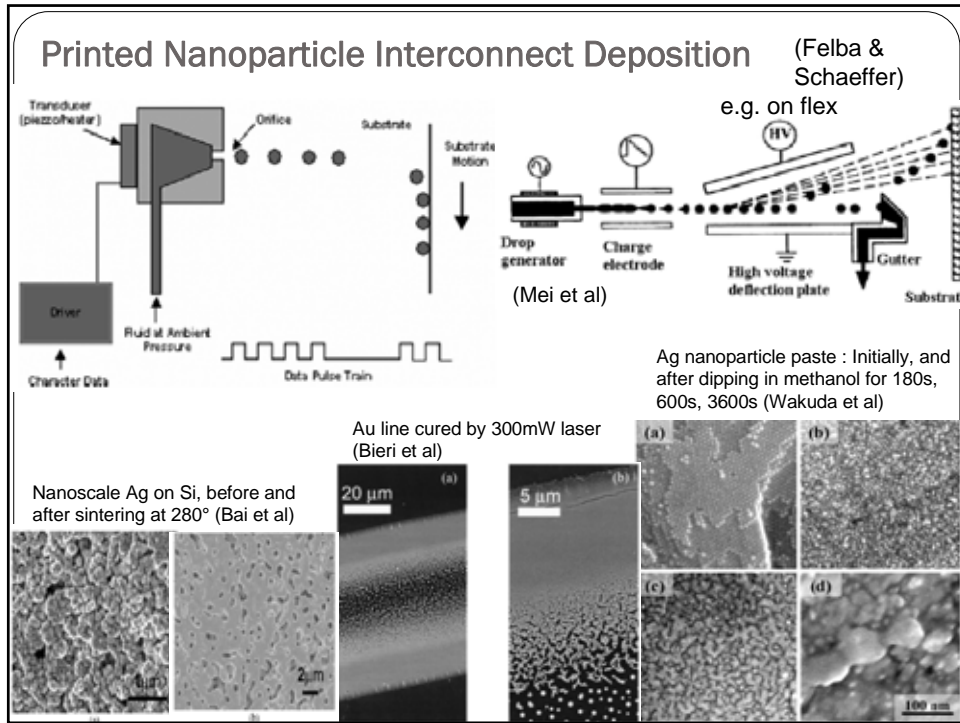 Printed Nanoparticle Interconnect Deposition
(Felba &
Schaeffer)
e.g. on flex
Transducer
(piezo/heater)
Orifice
Substrate
Substrate
Motion
Driver
Fluid at Ambient
Pressure
Character Data
Data Pulse Train
HV
Drop
generator
Charge
electrode
High voltage
deflection plate
Gutter
Substrat
(Mei et al)
Ag nanoparticle paste : Initially, and
after dipping in methanol for 180s,
600s, 3600s (Wakuda et al)
Au line cured by 300mW laser
(Bieri et al)
Nanoscale Ag on Si, before and
after sintering at 280° (Bai et al)
(a)
20 μm
(b)
5 μm
(a)
(b)
(c)
(d)
100 nm
2μm